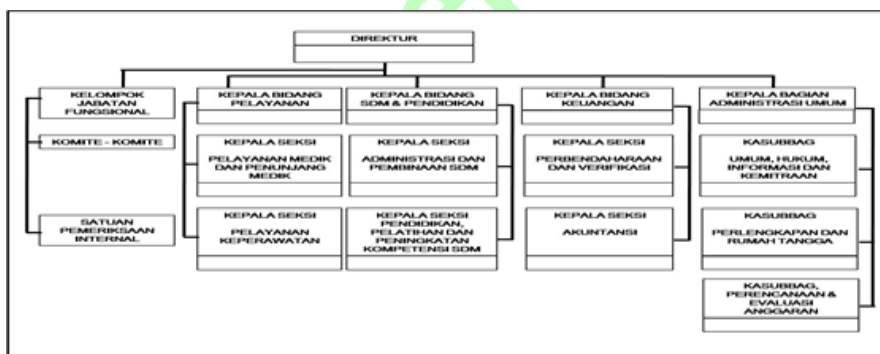 DIREKTUR
KELOMPOK
JABATAN
FUNGSIONAL
KOMITE - KOMITE
SATUAN
PEMERIKSAAN
INTERNAL
KEPALA BIDANG
PELAYANAN
KEPALA SEKSI
PELAYANAN MEDIK
DAN PENUNJANG
MEDIK
KEPALA SEKSI
PELAYANAN
KEPERAWATAN
KEPALA BIDANG
SDM & PENDIDIKAN
KEPALA SEKSI
ADMINISTRASI DAN
PEMBINAAN SDM
KEPALA SEKSI
PENDIDIKAN,
PELATIHAN DAN
PENINGKATAN
KOMPETENSI SDM
KEPALA BIDANG
KEUANGAN
KEPALA SEKSI
PERBENDAHARAAN
DAN VERIFIKASI
KEPALA SEKSI
AKUNTANSI
KEPALA BAGIAN
ADMINISTRASI UMUM
KASUBBAG
UMUM, HUKUM,
INFORMASI DAN
KEMITRAAN
KASUBBAG
PERLENGKAPAN DAN
RUMAH TANGGA
KASUBBAG,
PERENCANAAN &
EVALUASI
ANGGARAN